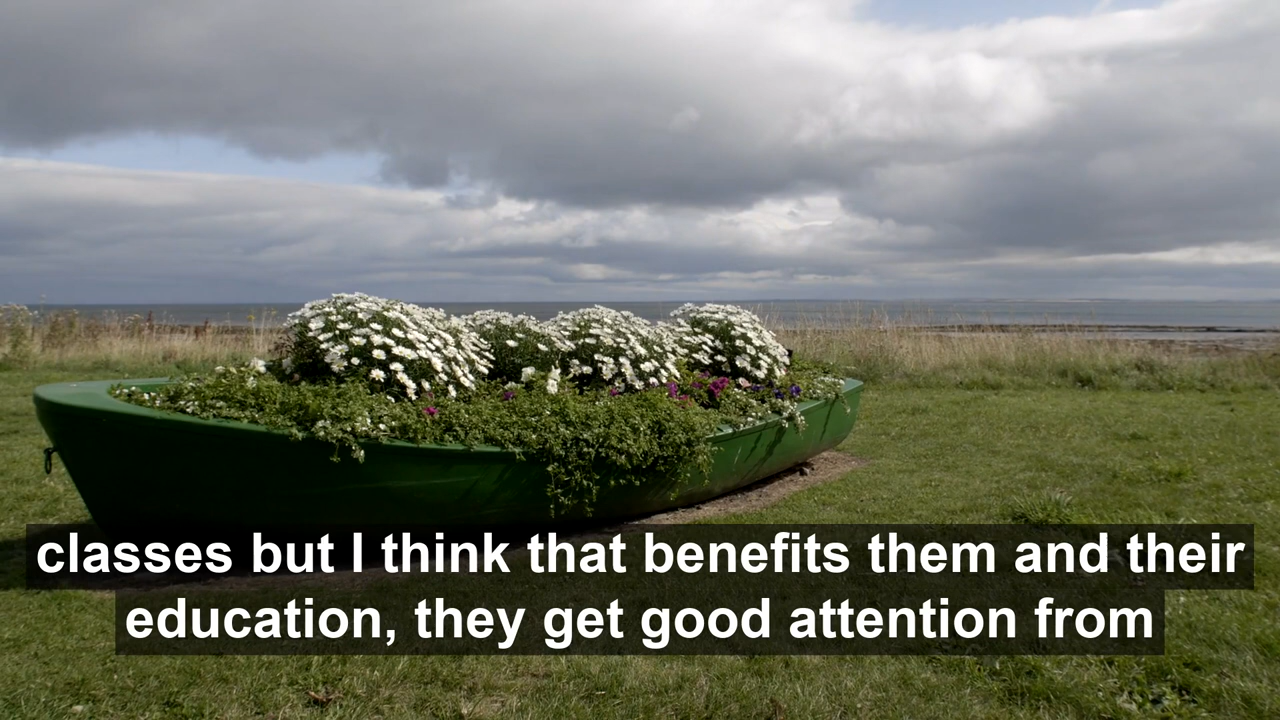 classes but I think that benefits them and their
education, they get good attention from